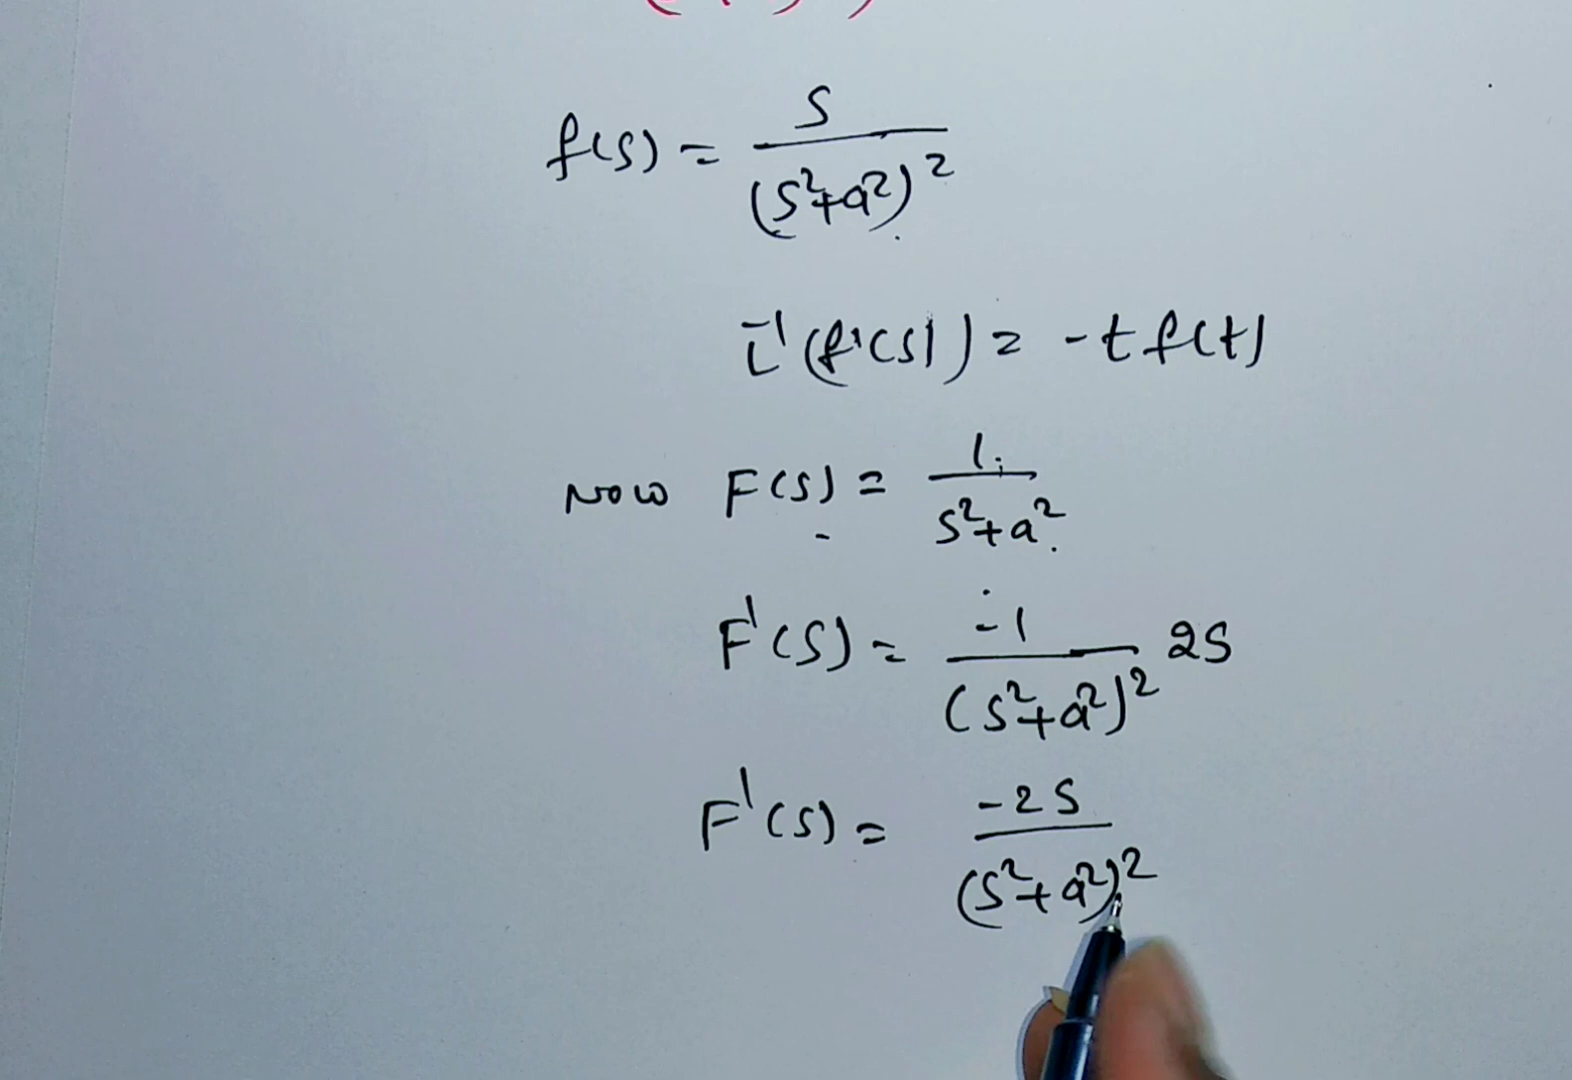 f(s) = s/(s²+a²)²
L⁻¹(f'(s)) = -t f(t)
Now F(s) = 1/s²+a²
F'(s) = -1/(s²+a²)² 2s
F'(s) = -2s/(s²+a²)²